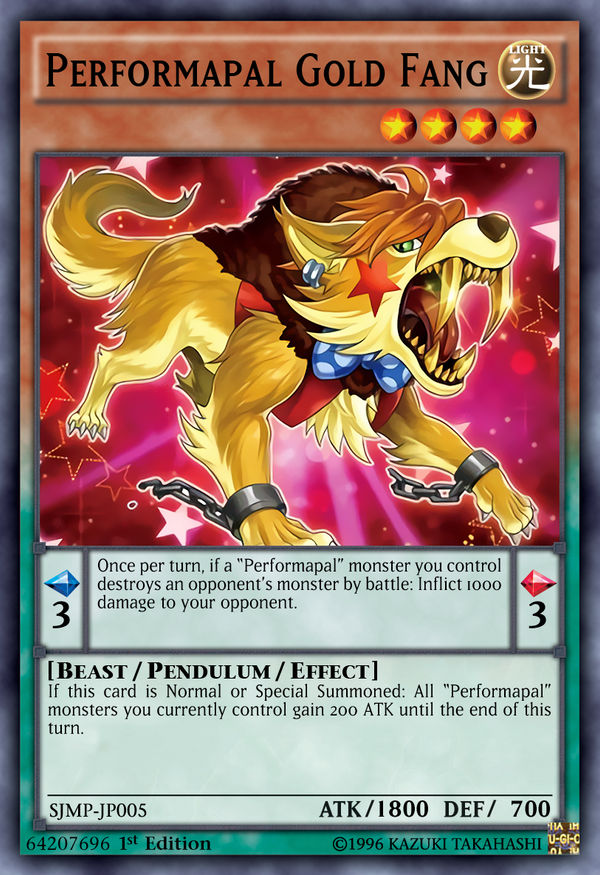 Performapal Gold Fang
LIGHT
光
Once per turn, if a “Performapal” monster you control
destroys an opponent’s monster by battle: Inflict 1000
damage to your opponent.
3
3
[Beast / Pendulum / Effect]
If this card is Normal or Special Summoned: All “Performapal”
monsters you currently control gain 200 ATK until the end of this
turn.
SJMP-JP005
ATK/1800 DEF/ 700
64207696 1st Edition
©1996 KAZUKI TAKAHASHI